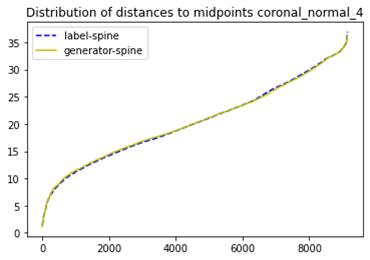 Distribution of distances to midpoints coronal_normal_4
label-spine
generator-spine
35
30
25
20
15
10
5
0
0 2000 4000 6000 8000